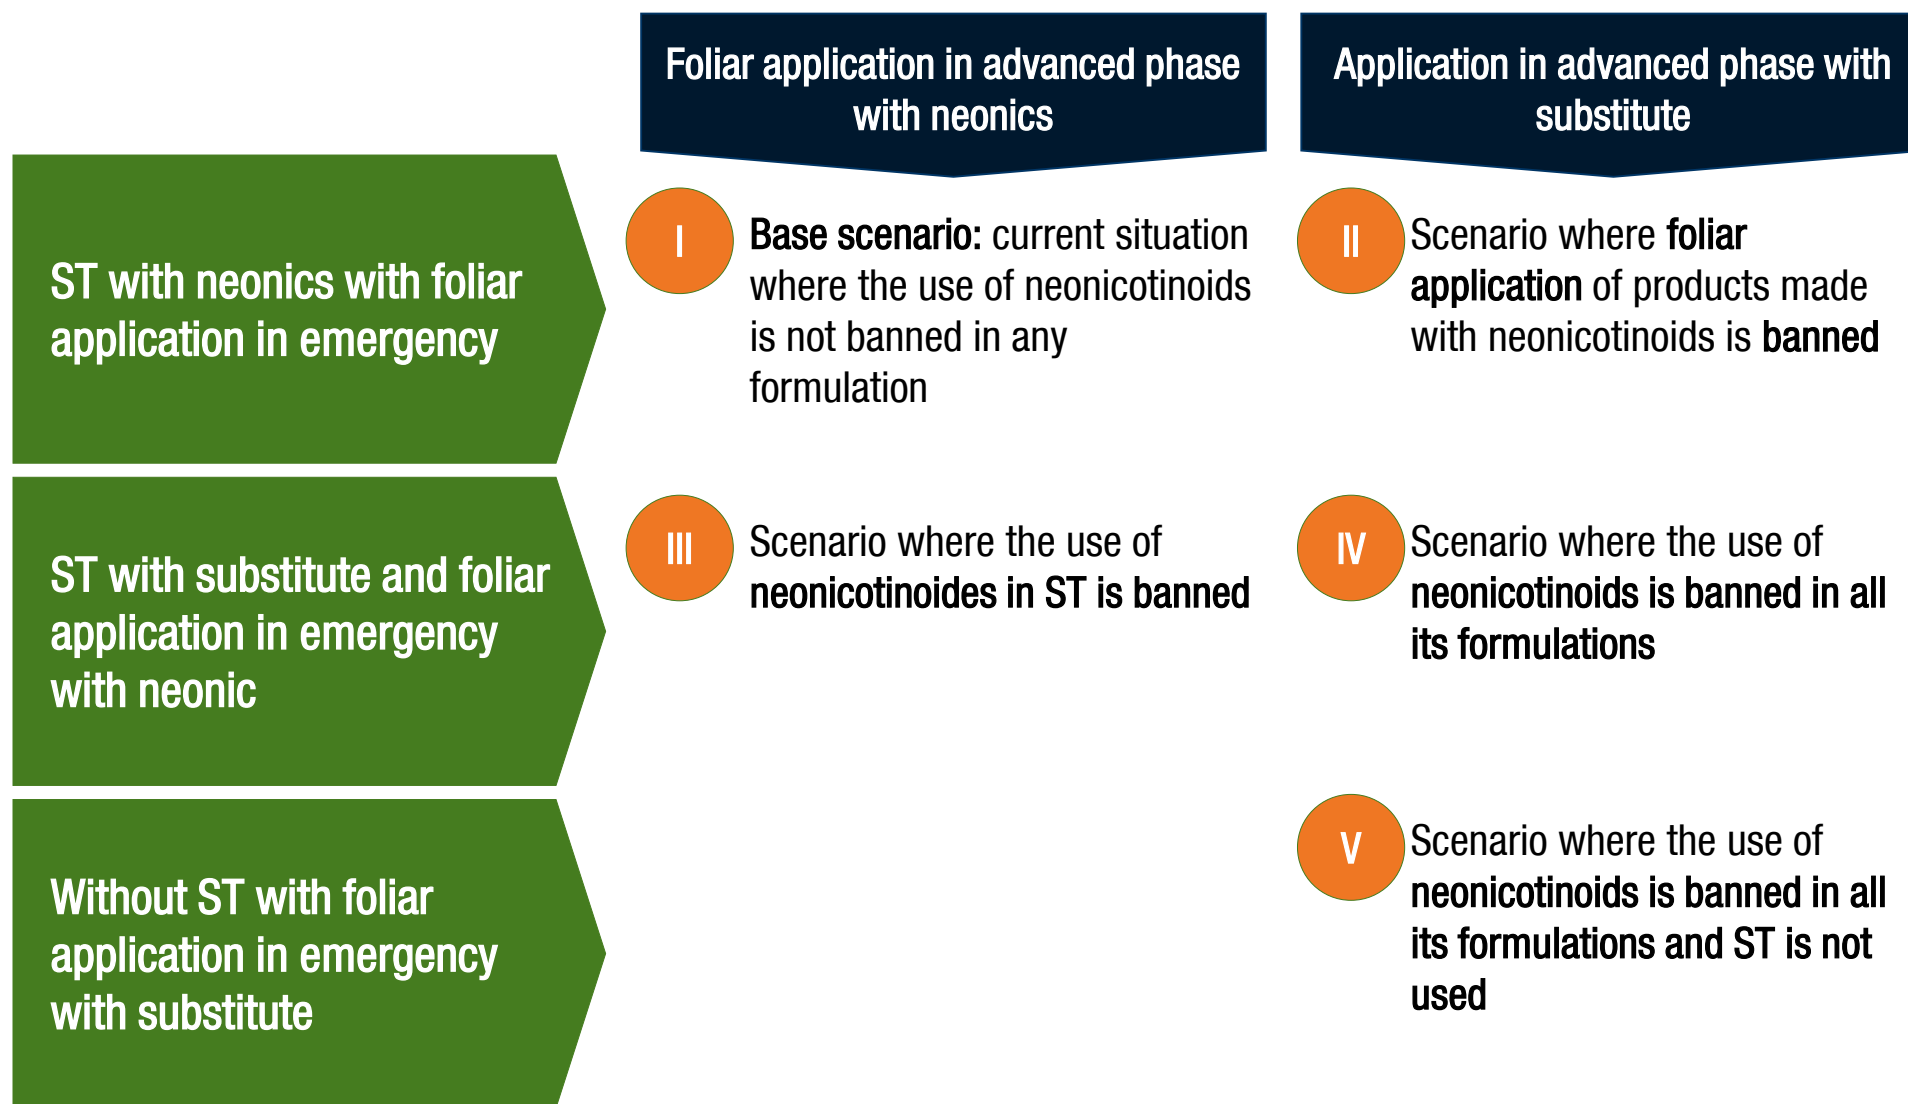 Foliar application in advanced phase
with neonics
Application in advanced phase with
substitute
ST with neonics with foliar
application in emergency
I
Base scenario: current situation
where the use of neonicotinoids
is not banned in any
formulation
II
Scenario where foliar
application of products made
with neonicotinoids is banned
ST with substitute and foliar
application in emergency
with neonic
III
Scenario where the use of
neonicotinoides in ST is banned
IV
Scenario where the use of
neonicotinoids is banned in all
its formulations
Without ST with foliar
application in emergency
with substitute
V
Scenario where the use of
neonicotinoids is banned in all
its formulations and ST is not
used